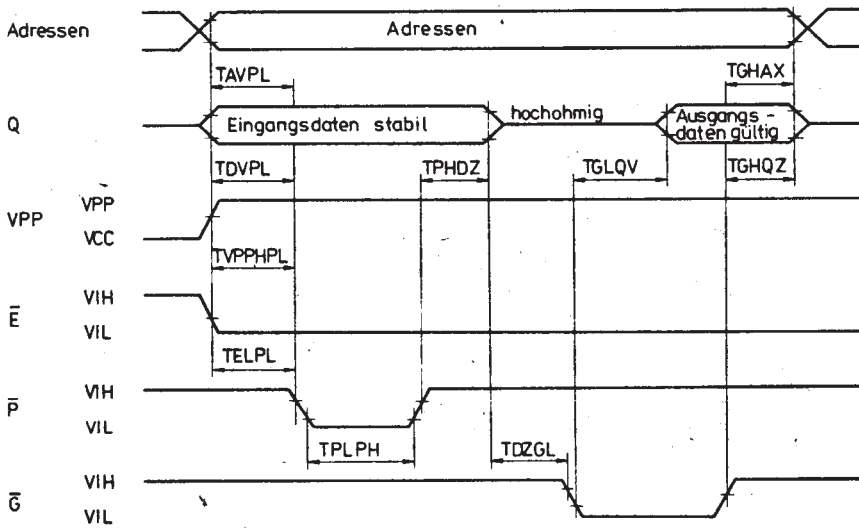 Adressen
Adressen
TAVPL
TGHAX
Q
Eingangsdaten stabil
hochohmig
Ausgangs-
daten gültig
TDVPL
TPHDZ
TGLQV
TGHQZ
VPP
VPP
VCC
TVPPHPL
E̅
VIH
VIL
TELPL
P̅
VIH
VIL
TPLPH
TDZGL
G̅
VIH
VIL